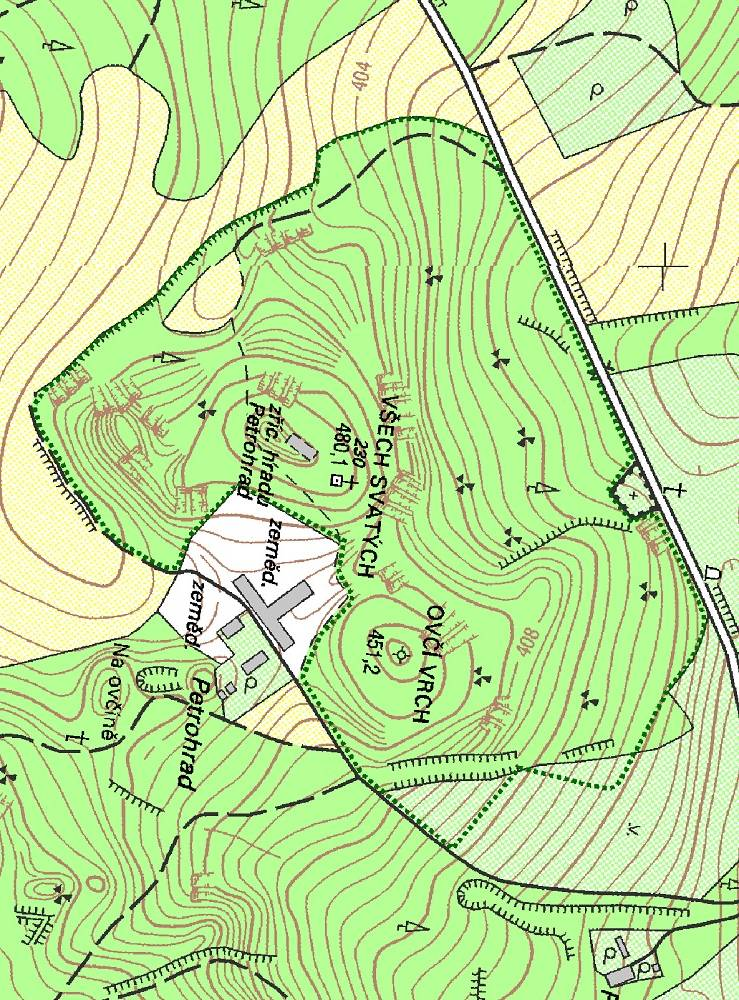 404
VŠECH SVATÝCH
230
480,1
zříc. hradu
Petrohrad
zeměd.
zeměd.
OVČÍ VRCH
451,2
408
Na ovčíně
Petrohrad